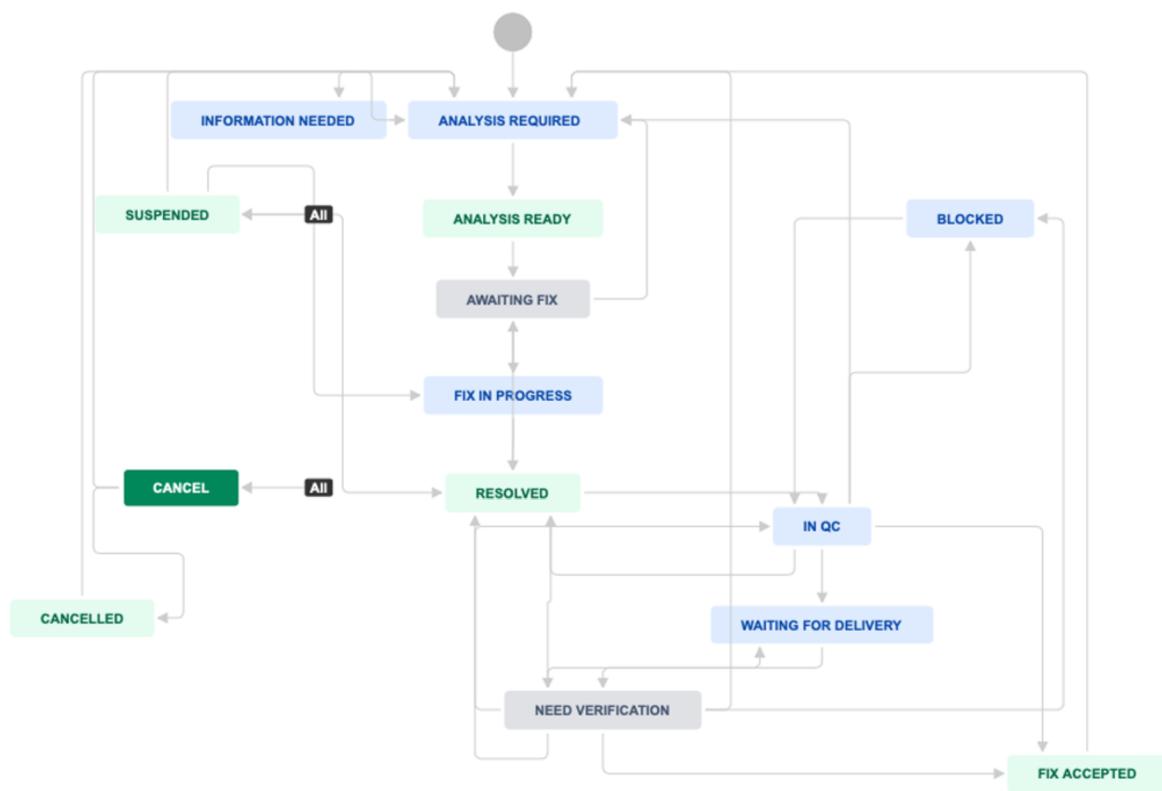 INFORMATION NEEDED
ANALYSIS REQUIRED
SUSPENDED
All
ANALYSIS READY
BLOCKED
AWAITING FIX
FIX IN PROGRESS
CANCEL
All
RESOLVED
IN QC
CANCELLED
WAITING FOR DELIVERY
NEED VERIFICATION
FIX ACCEPTED